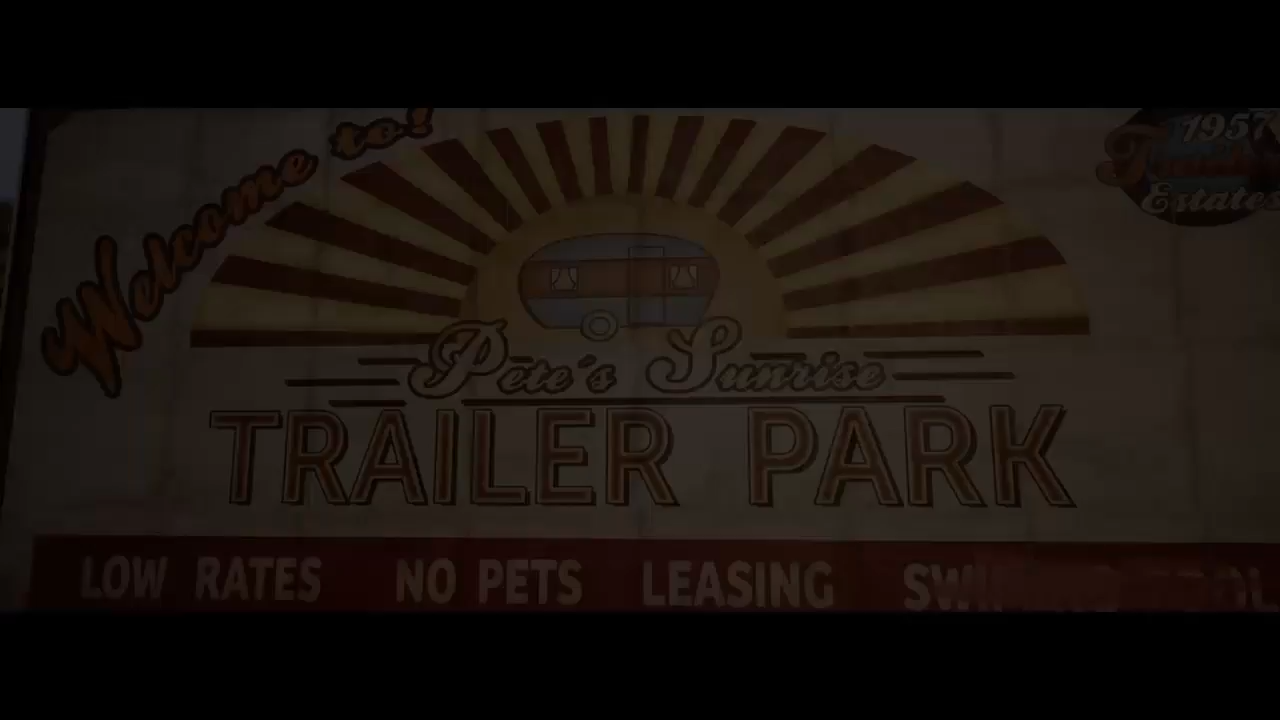 Welcome to!
1957
Estates
Pete's Sunrise
TRAILER PARK
LOW RATES NO PETS LEASING